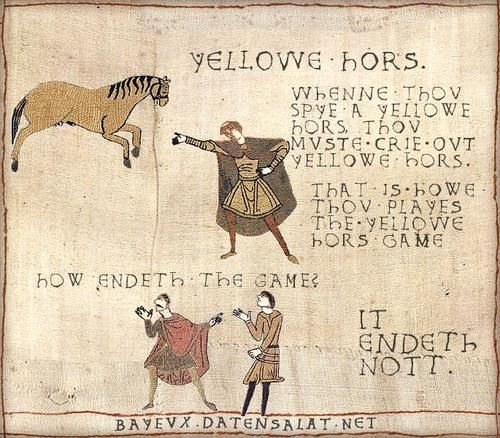 YELLOWE · hORS.
WhENNE · ThOV
SPYE · A YELLOWE
hORS, ThOV
MVSTE · CRIE · OVT
YELLOWE · hORS.
ThAT · IS · hOWE ·
ThOV · PLAYES
ThE · YELLOWE
hORS GAME
hOW ENDETh · ThE GAME?
IT
ENDETh
NOTT.
BAYEVX.DATENSALAT.NET